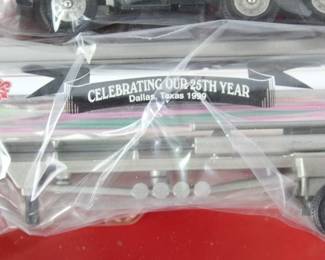 CELEBRATING OUR 25TH YEAR
Dallas, Texas 1999